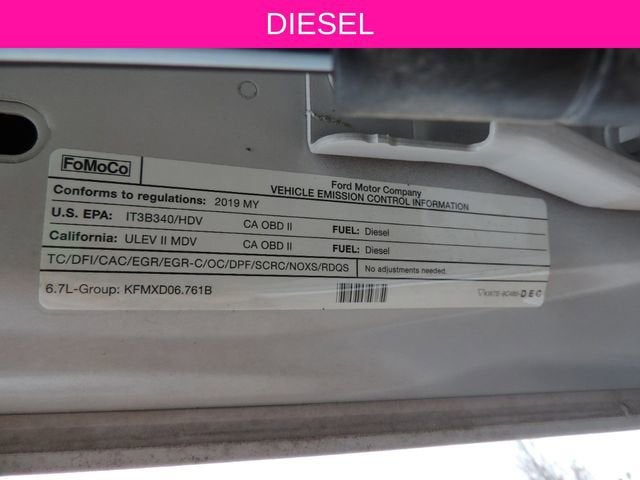 DIESEL
FoMoCo
Ford Motor Company
VEHICLE EMISSION CONTROL INFORMATION
Conforms to regulations: 2019 MY
U.S. EPA: IT3B340/HDV CA OBD II FUEL: Diesel
California: ULEV II MDV CA OBD II FUEL: Diesel
TC/DFI/CAC/EGR/EGR-C/OC/DPF/SCRC/NOXS/RDQS No adjustments needed.
6.7L-Group: KFMXD06.761B DEC